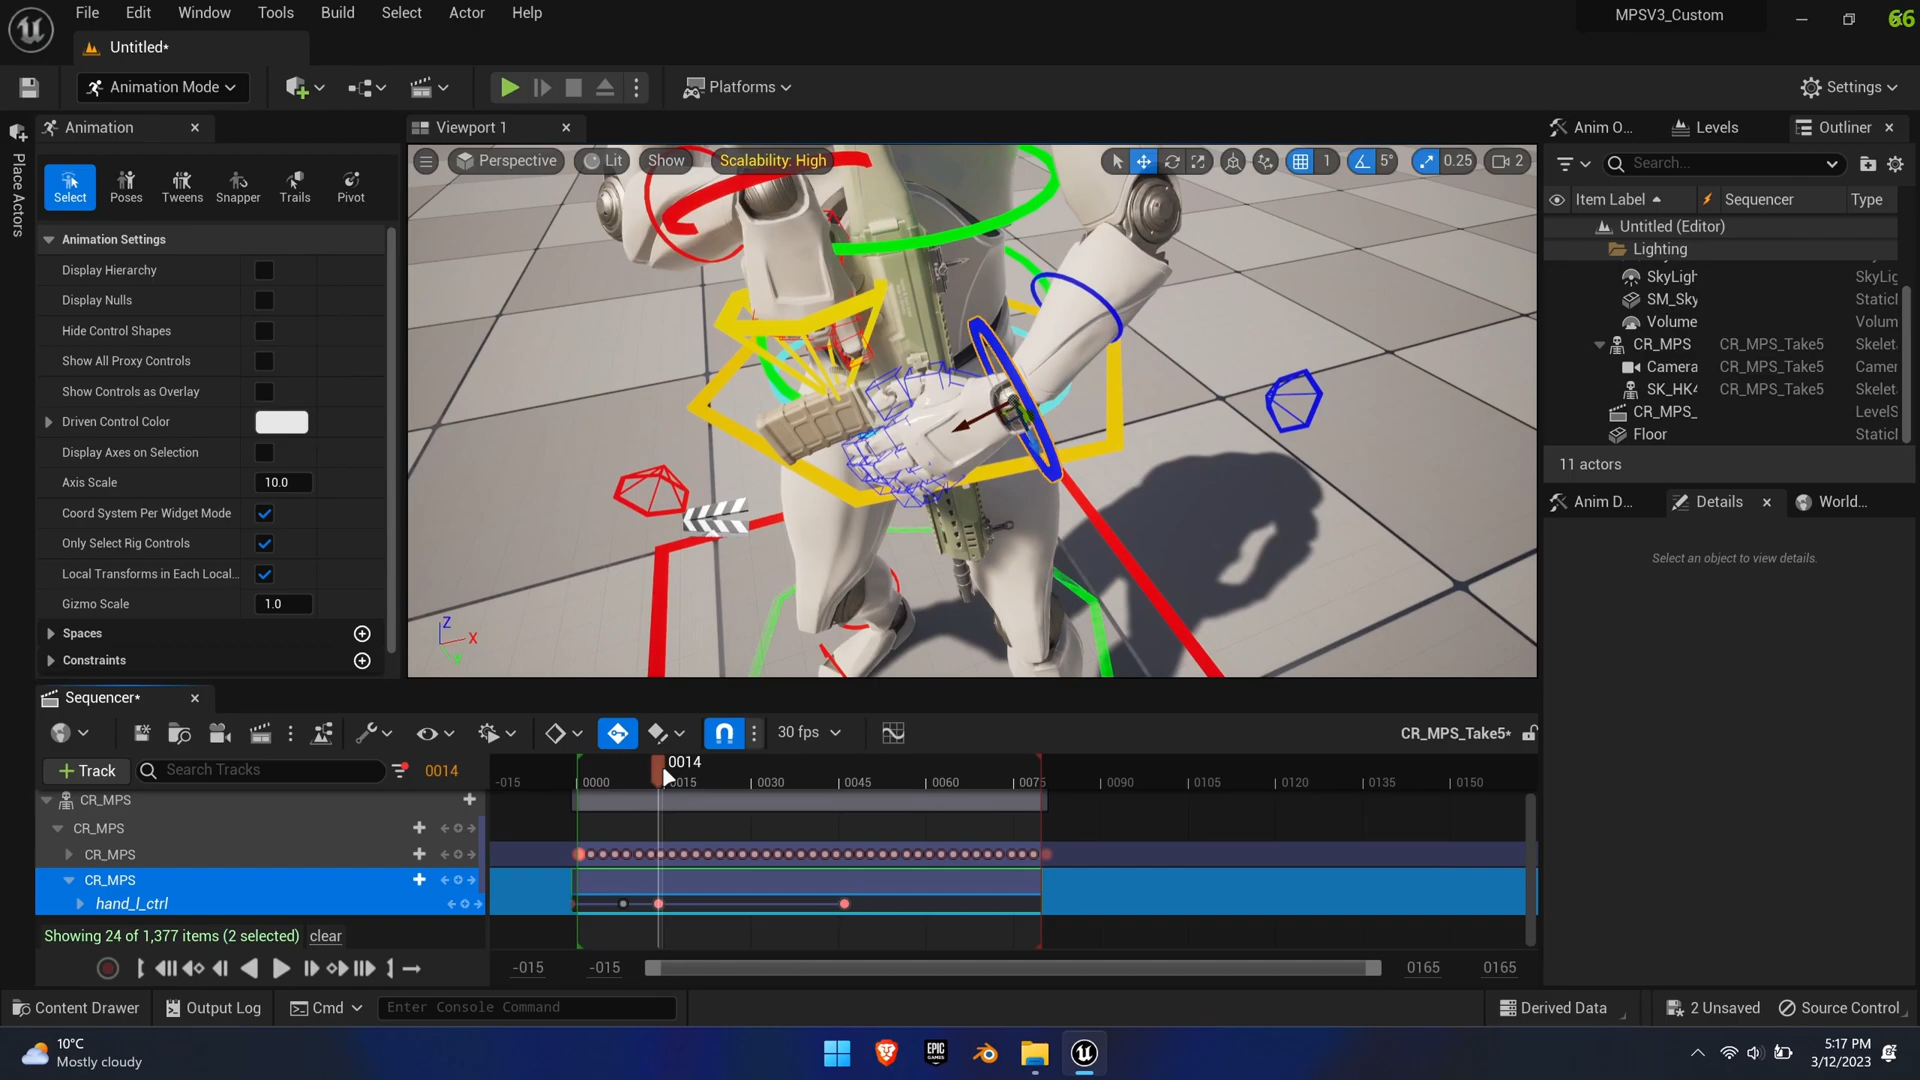 File Edit Window Tools Build Select Actor Help
MPSV3_Custom
66
Untitled*
Animation Mode
Platforms
Settings
Place Actors
Animation
Viewport 1
Anim O...
Levels
Outliner
Perspective
Lit
Show
Scalability: High
1
5°
0.25
2
Search...
Select
Poses
Tweens
Snapper
Trails
Pivot
Item Label
Sequencer
Type
Animation Settings
Display Hierarchy
Display Nulls
Hide Control Shapes
Show All Proxy Controls
Show Controls as Overlay
Driven Control Color
Display Axes on Selection
Axis Scale 10.0
Coord System Per Widget Mode
Only Select Rig Controls
Local Transforms in Each Local...
Gizmo Scale 1.0
Spaces
Constraints
Z
X
Y
Untitled (Editor)
Lighting
SkyLigh SkyLig
SM_Sky Staticl
Volume Volum
CR_MPS CR_MPS_Take5 Skelet
Camera CR_MPS_Take5 Camer
SK_HK4 CR_MPS_Take5 Skelet
CR_MPS_ LevelS
Floor Staticl
11 actors
Anim D...
Details
World...
Select an object to view details.
Sequencer*
30 fps
CR_MPS_Take5*
Track
Search Tracks
0014
0014
-015 0000 0015 0030 0045 0060 0075 0090 0105 0120 0135 0150
CR_MPS
CR_MPS
CR_MPS
CR_MPS
hand_l_ctrl
Showing 24 of 1,377 items (2 selected) clear
-015 -015 0165 0165
Content Drawer
Output Log
Cmd
Enter Console Command
Derived Data
2 Unsaved
Source Control
10°C
Mostly cloudy
EPIC GAMES
5:17 PM
3/12/2023